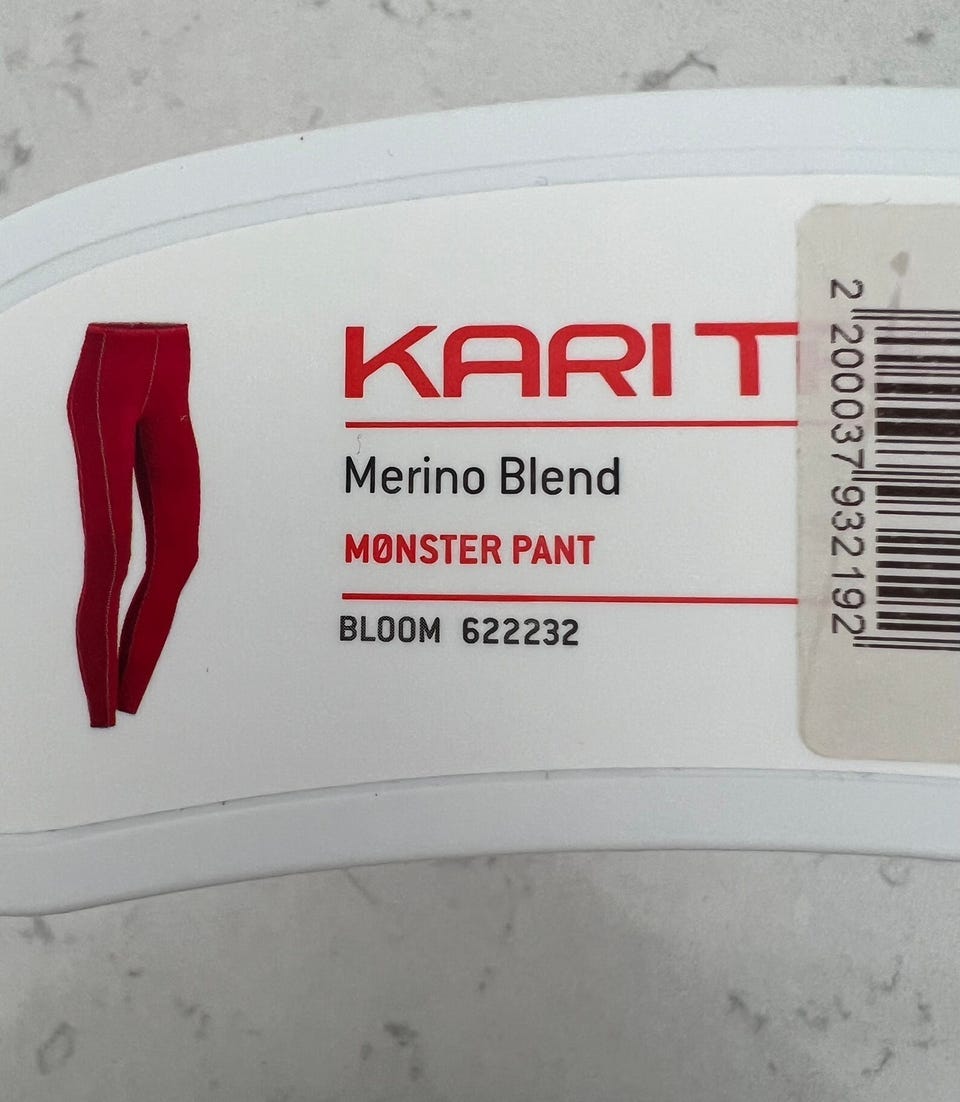 KARI T
Merino Blend
MØNSTER PANT
BLOOM 622232
2 200037 932192